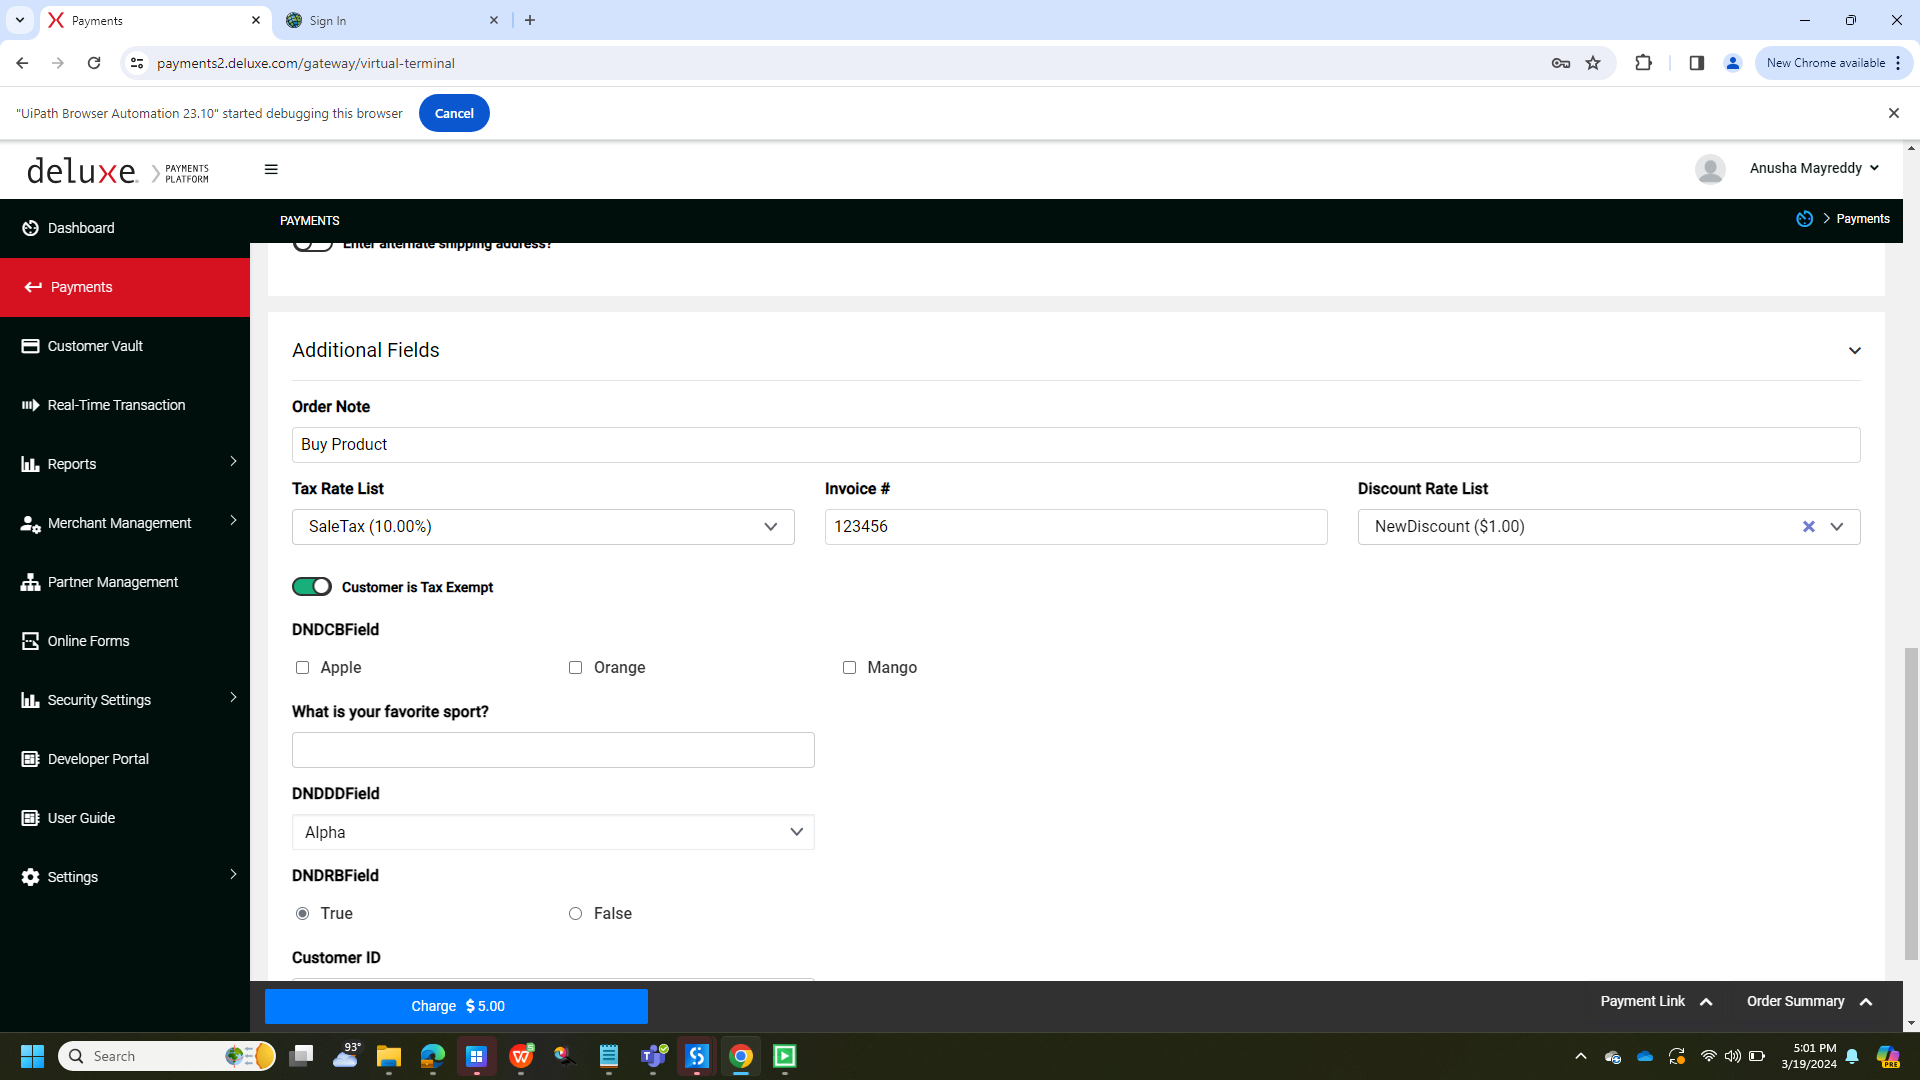 Payments
Sign In
payments2.deluxe.com/gateway/virtual-terminal
New Chrome available
"UiPath Browser Automation 23.10" started debugging this browser
Cancel
deluxe. PAYMENTS PLATFORM
Anusha Mayreddy
PAYMENTS
Payments
Dashboard
Payments
Customer Vault
Real-Time Transaction
Reports
Merchant Management
Partner Management
Online Forms
Security Settings
Developer Portal
User Guide
Settings
Enter alternate shipping address?
Additional Fields
Order Note
Buy Product
Tax Rate List Invoice # Discount Rate List
SaleTax (10.00%) 123456 NewDiscount ($1.00)
Customer is Tax Exempt
DNDCBField
Apple Orange Mango
What is your favorite sport?
DNDDDField
Alpha
DNDRBField
True False
Customer ID
Charge $ 5.00
Payment Link Order Summary
Search
93°
5:01 PM
3/19/2024
PRE